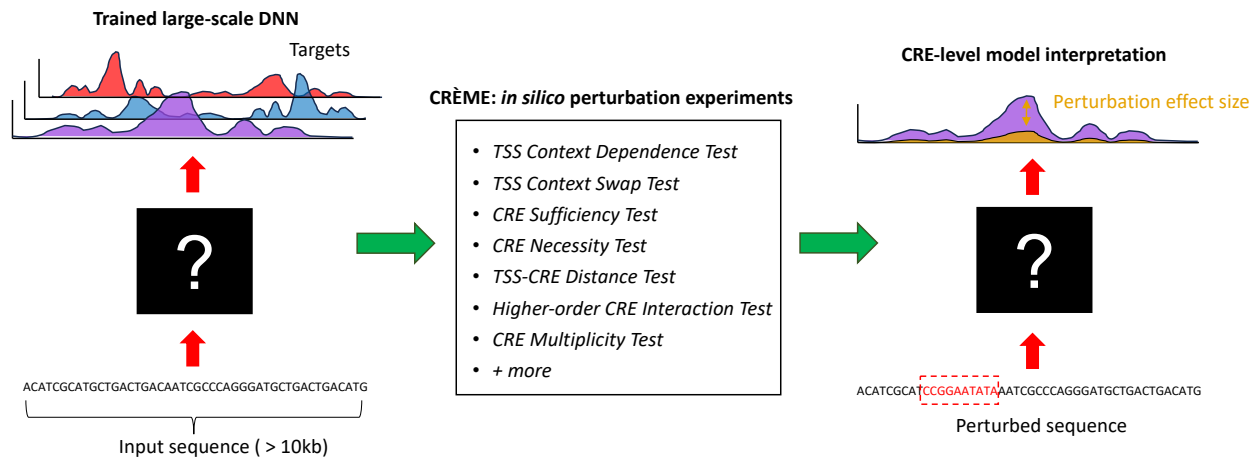 Trained large-scale DNN
Targets
?
ACATCGCATGCTGACTGACAATCGCCCAGGGATGCTGACTGACATG
Input sequence ( > 10kb)
CRÈME: in silico perturbation experiments
• TSS Context Dependence Test
• TSS Context Swap Test
• CRE Sufficiency Test
• CRE Necessity Test
• TSS-CRE Distance Test
• Higher-order CRE Interaction Test
• CRE Multiplicity Test
• + more
CRE-level model interpretation
Perturbation effect size
?
ACATCGCATCCGGAATATAAATCGCCCAGGGATGCTGACTGACATG
Perturbed sequence